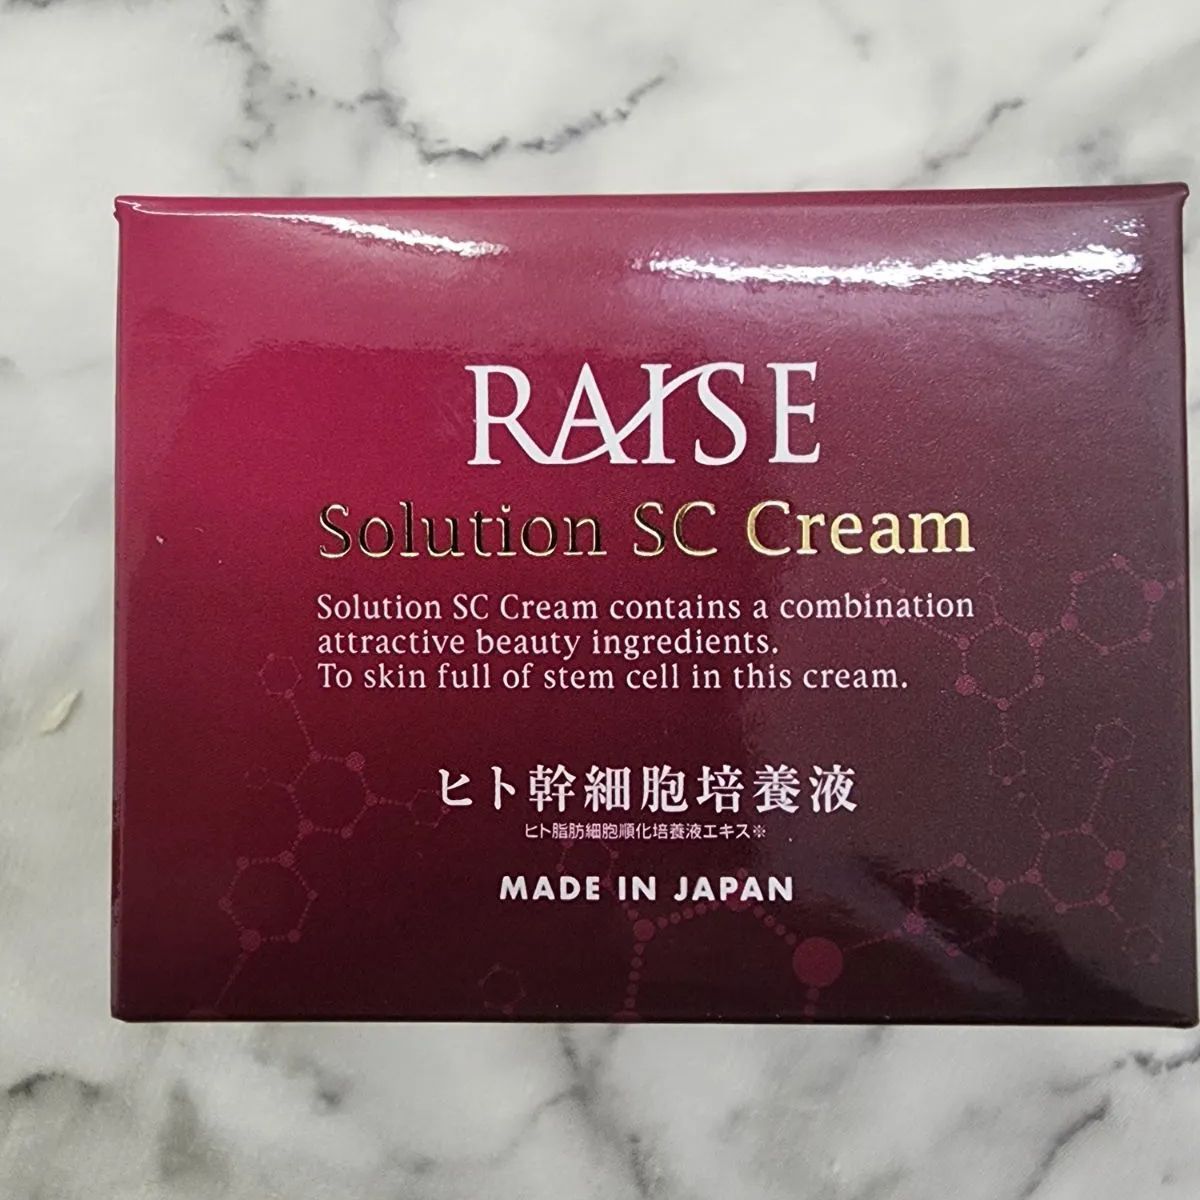 RAISE
Solution SC Cream
Solution SC Cream contains a combination
attractive beauty ingredients.
To skin full of stem cell in this cream.
ヒト幹細胞培養液
ヒト脂肪細胞順化培養液エキス※
MADE IN JAPAN